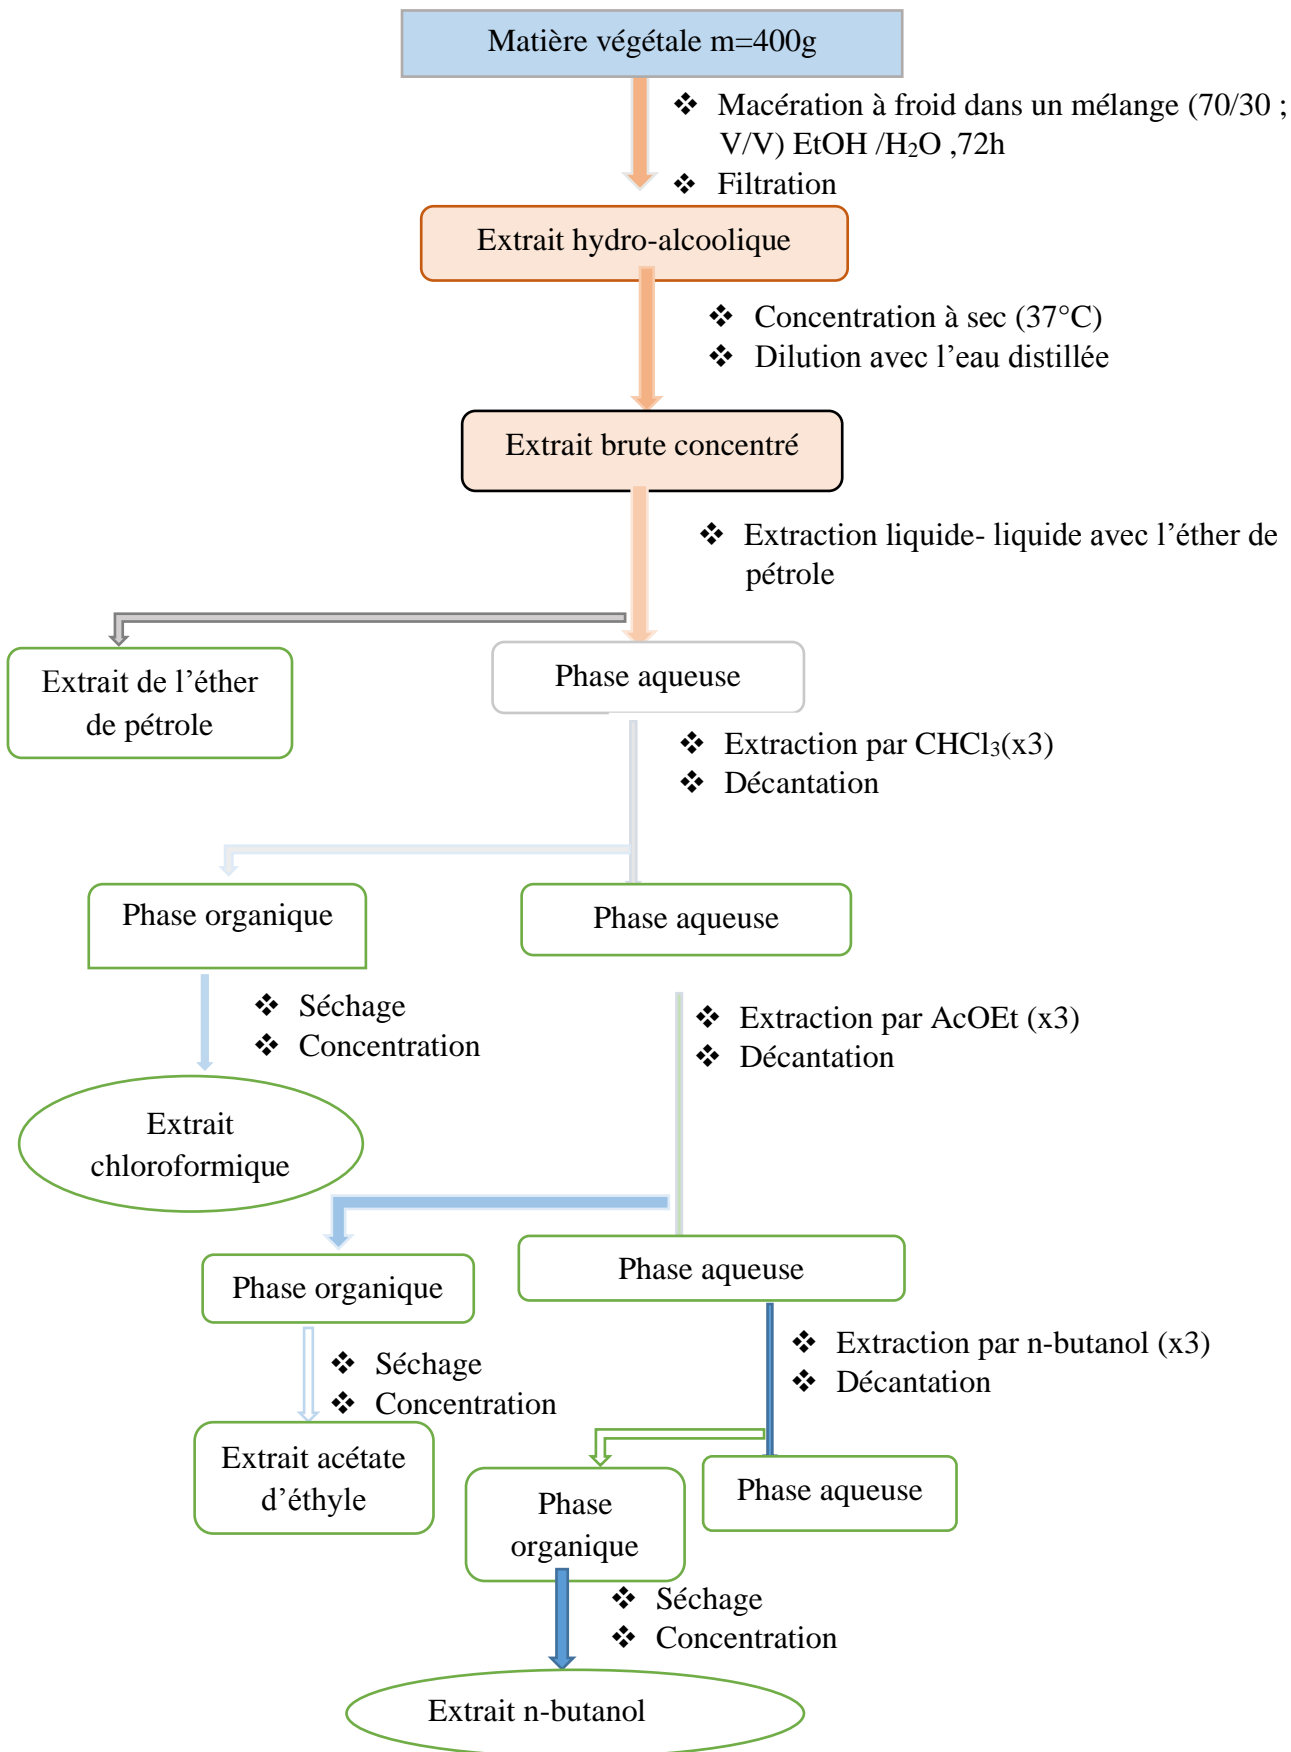 Matière végétale m=400g
❖ Macération à froid dans un mélange (70/30 ;
V/V) EtOH /H₂O ,72h
❖ Filtration
Extrait hydro-alcoolique
❖ Concentration à sec (37°C)
❖ Dilution avec l’eau distillée
Extrait brute concentré
❖ Extraction liquide- liquide avec l’éther de
pétrole
Extrait de l’éther
de pétrole
Phase aqueuse
❖ Extraction par CHCl₃(x3)
❖ Décantation
Phase organique
Phase aqueuse
❖ Séchage
❖ Concentration
❖ Extraction par AcOEt (x3)
❖ Décantation
Extrait
chloroformique
Phase organique
Phase aqueuse
❖ Séchage
❖ Concentration
❖ Extraction par n-butanol (x3)
❖ Décantation
Extrait acétate
d’éthyle
Phase
organique
Phase aqueuse
❖ Séchage
❖ Concentration
Extrait n-butanol